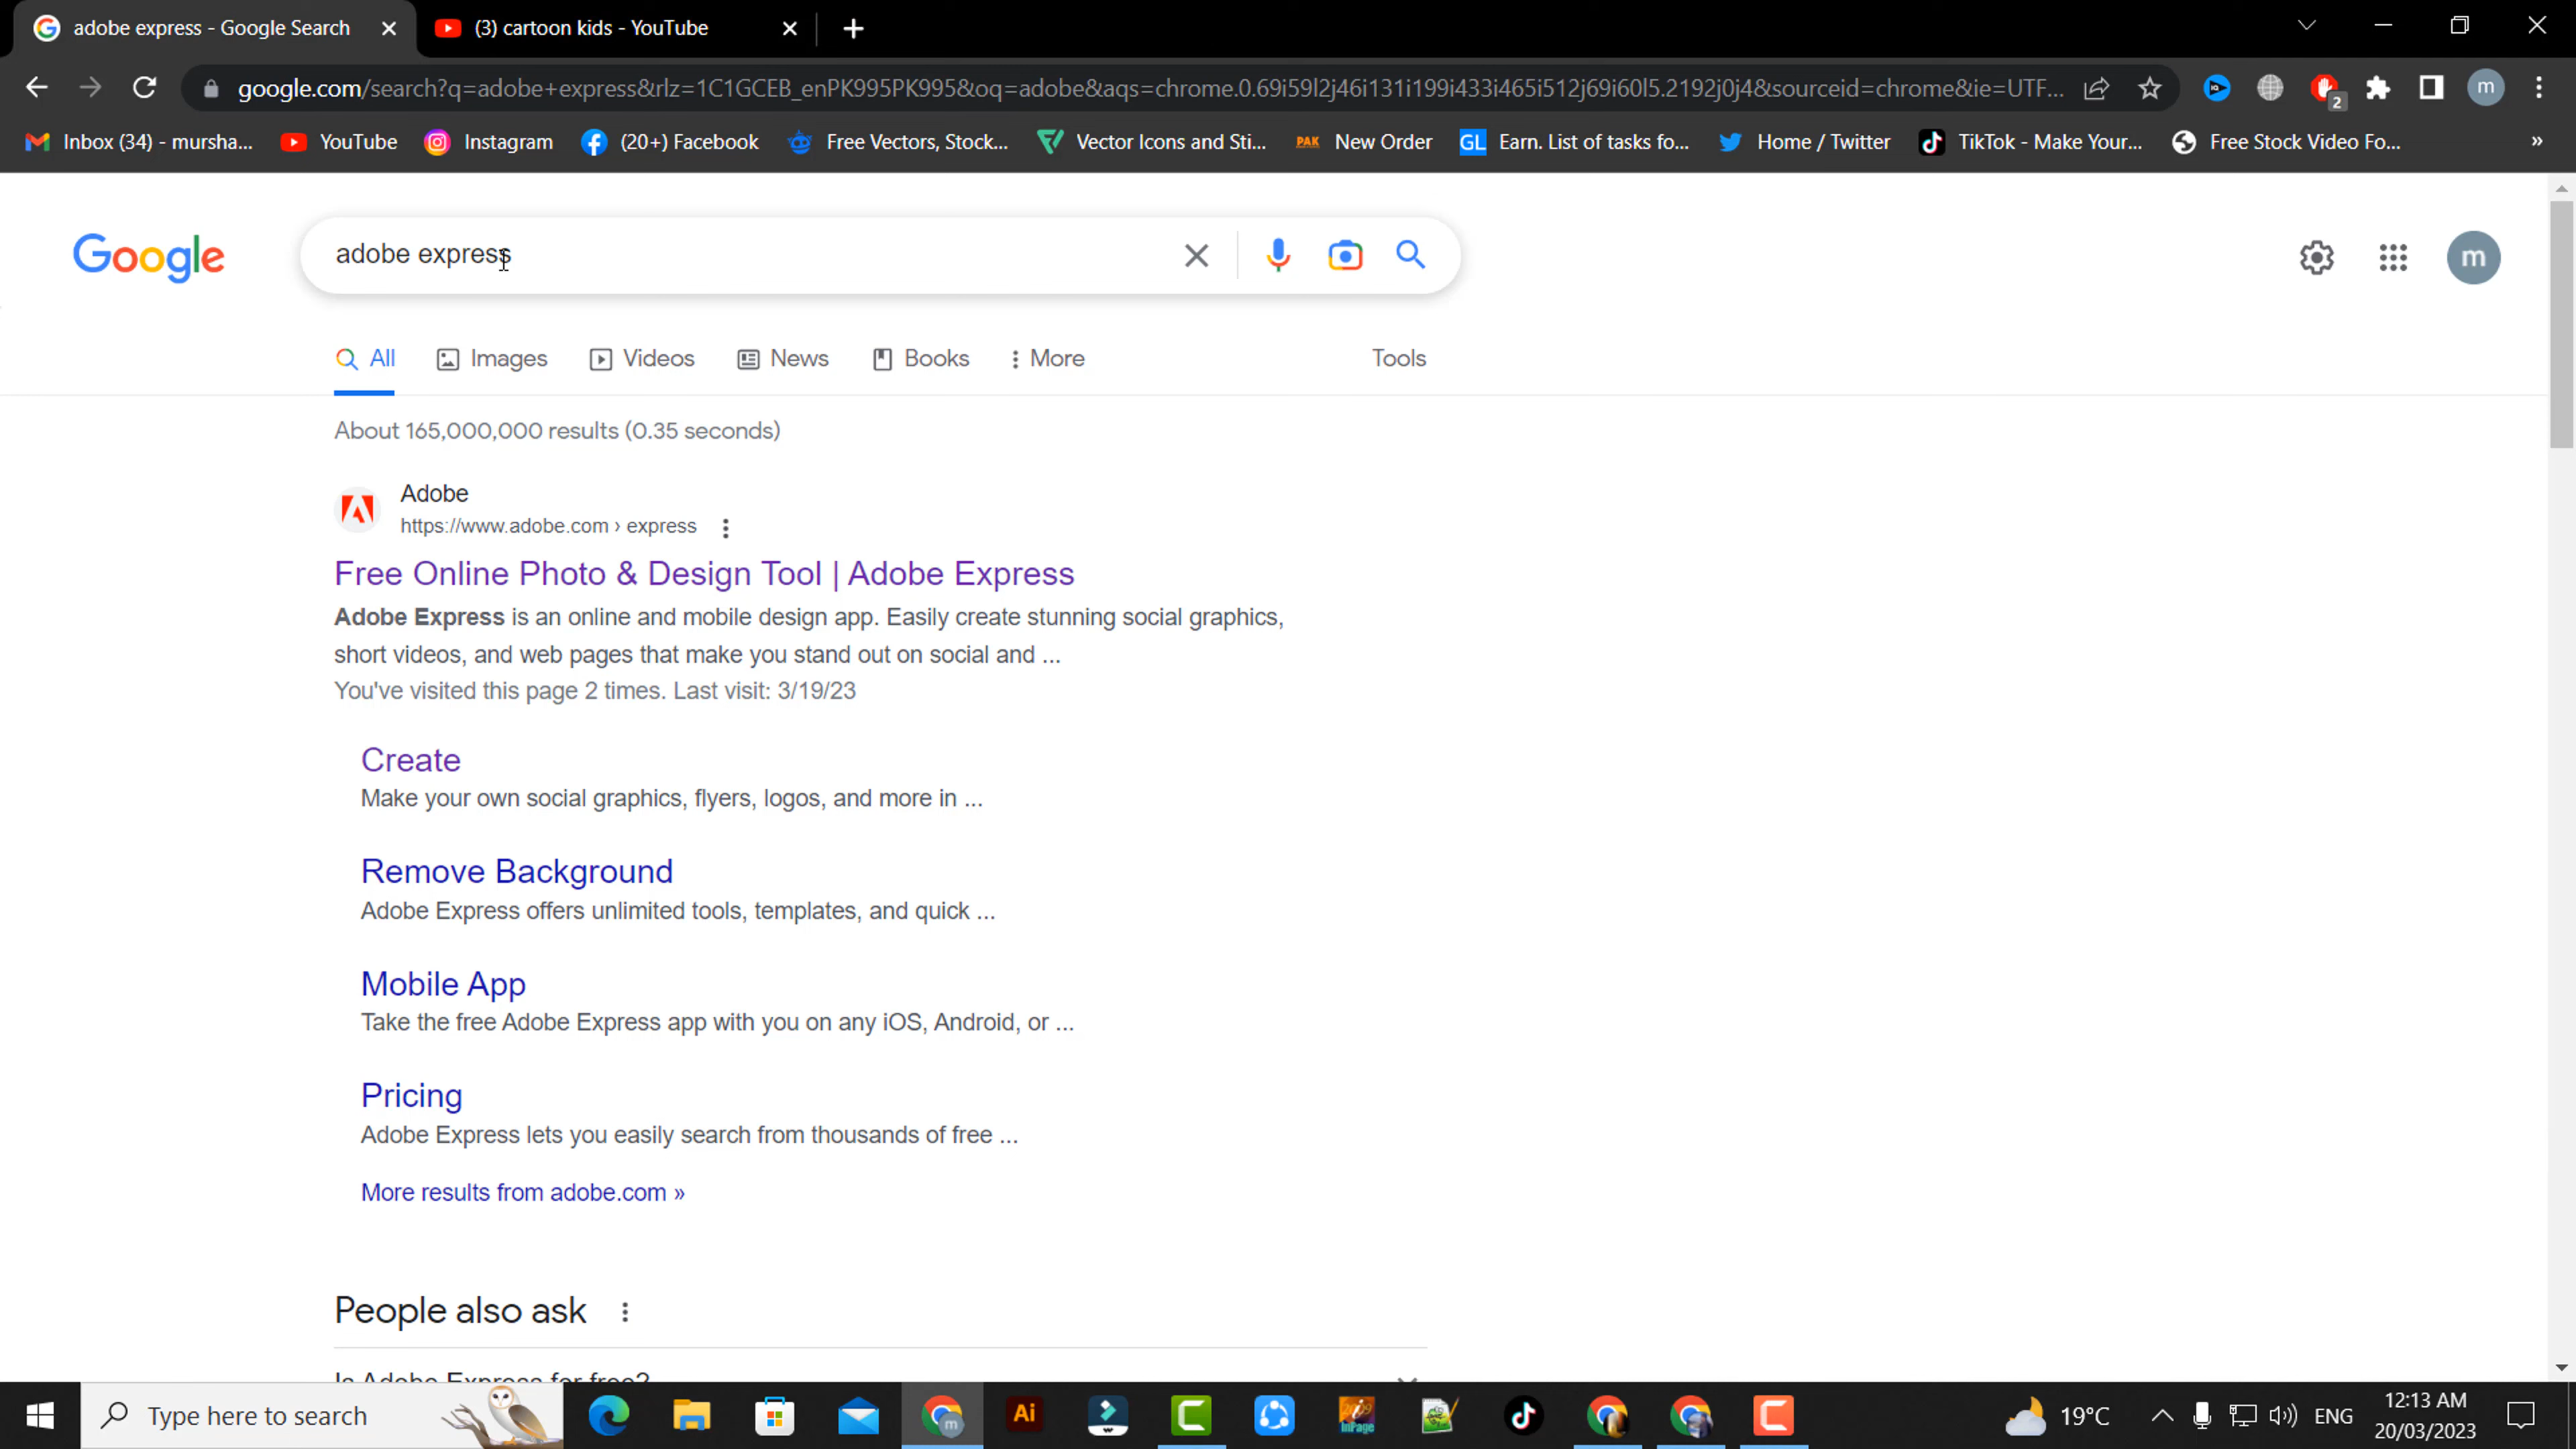 adobe express - Google Search
(3) cartoon kids - YouTube
google.com/search?q=adobe+express&rlz=1C1GCEB_enPK995PK995&oq=adobe&aqs=chrome.0.69i59l2j46i131i199i433i465i512j69i60l5.2192j0j4&sourceid=chrome&ie=UTF...
2
m
Inbox (34) - mursha...
YouTube
Instagram
(20+) Facebook
Free Vectors, Stock...
Vector Icons and Sti...
PAK New Order
GL Earn. List of tasks fo...
Home / Twitter
TikTok - Make Your...
Free Stock Video Fo...
»
Google
adobe express
m
All
Images
Videos
News
Books
More
Tools
About 165,000,000 results (0.35 seconds)
Adobe
https://www.adobe.com › express
Free Online Photo & Design Tool | Adobe Express
Adobe Express is an online and mobile design app. Easily create stunning social graphics,
short videos, and web pages that make you stand out on social and ...
You've visited this page 2 times. Last visit: 3/19/23
Create
Make your own social graphics, flyers, logos, and more in ...
Remove Background
Adobe Express offers unlimited tools, templates, and quick ...
Mobile App
Take the free Adobe Express app with you on any iOS, Android, or ...
Pricing
Adobe Express lets you easily search from thousands of free ...
More results from adobe.com »
People also ask
Is Adobe Express for free?
Type here to search
m
Ai
InPage
19°C
ENG
12:13 AM
20/03/2023